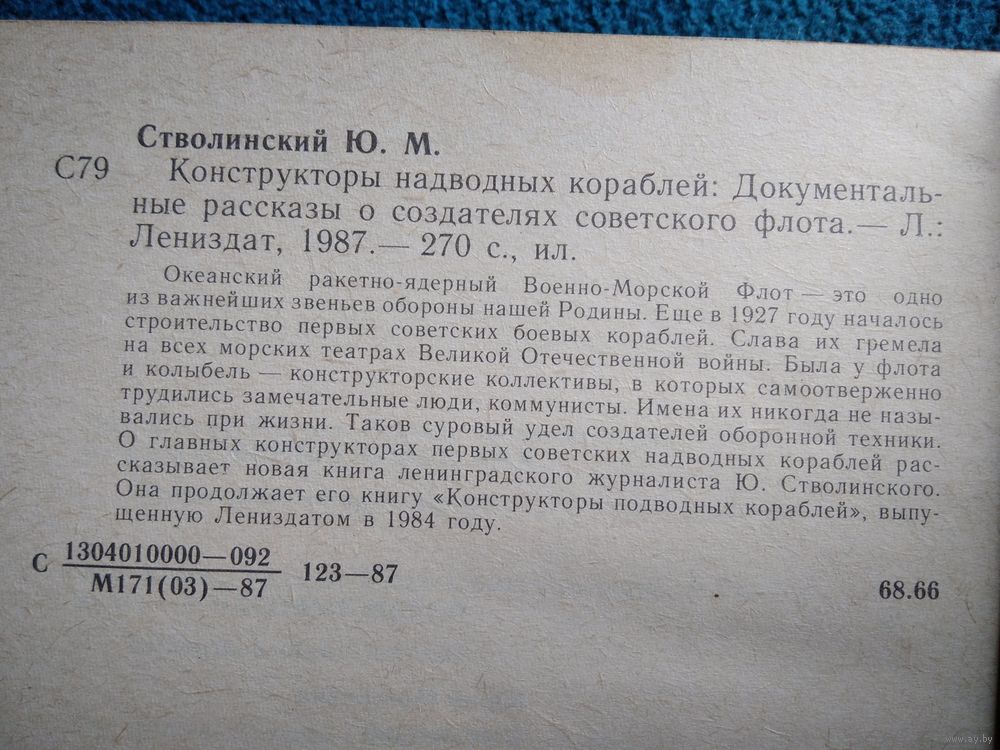 Стволинский Ю. М.
С79
Конструкторы надводных кораблей: Документаль-
ные рассказы о создателях советского флота.— Л.:
Лениздат, 1987.— 270 с., ил.
Океанский ракетно-ядерный Военно-Морской Флот — это одно
из важнейших звеньев обороны нашей Родины. Еще в 1927 году началось
строительство первых советских боевых кораблей. Слава их гремела
на всех морских театрах Великой Отечественной войны. Была у флота
и колыбель — конструкторские коллективы, в которых самоотверженно
трудились замечательные люди, коммунисты. Имена их никогда не назы-
вались при жизни. Таков суровый удел создателей оборонной техники.
О главных конструкторах первых советских надводных кораблей рас-
сказывает новая книга ленинградского журналиста Ю. Стволинского.
Она продолжает его книгу «Конструкторы подводных кораблей», выпу-
щенную Лениздатом в 1984 году.
С 1304010000—092
М171(03)—87
123—87
68.66
www.ay.by